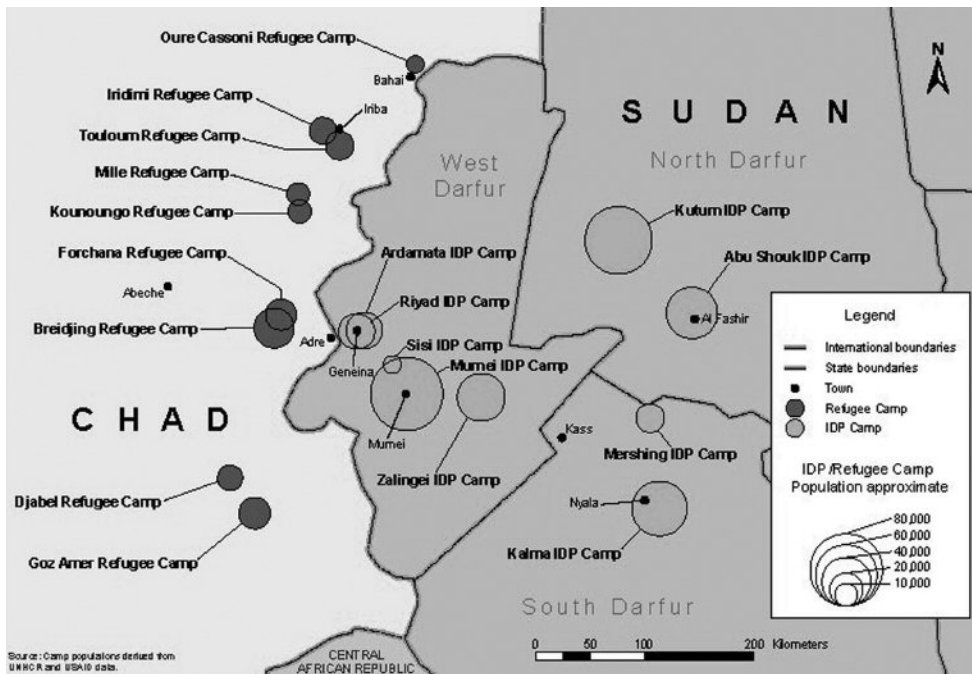 Oure Cassoni Refugee Camp
Bahai
Iridimi Refugee Camp
Iriba
Touloum Refugee Camp
Mille Refugee Camp
Kounoungo Refugee Camp
Forchana Refugee Camp
Abeche
Breidjing Refugee Camp
Adre
CHAD
Djabel Refugee Camp
Goz Amer Refugee Camp
West
Darfur
Ardamata IDP Camp
Riyad IDP Camp
Geneina
Sisi IDP Camp
Mumei IDP Camp
Mumei
Zalingei IDP Camp
SUDAN
North Darfur
Kutum IDP Camp
Abu Shouk IDP Camp
Al Fashir
Kass
Mershing IDP Camp
Nyala
Kalma IDP Camp
South Darfur
CENTRAL
AFRICAN REPUBLIC
N
Legend
International boundaries
State boundaries
Town
Refugee Camp
IDP Camp
IDP/Refugee Camp
Population approximate
80,000
60,000
40,000
20,000
10,000
0 50 100 200 Kilometers
Source: Camp populations derived from
UNHCR and USAID data.